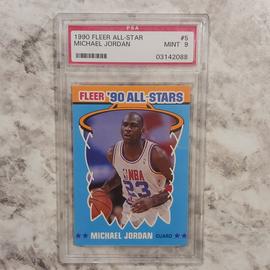 PSA
1990 FLEER ALL-STAR #5
MICHAEL JORDAN MINT 9
03142088
FLEER '90 ALL-STARS
NBA
23
MICHAEL JORDAN GUARD